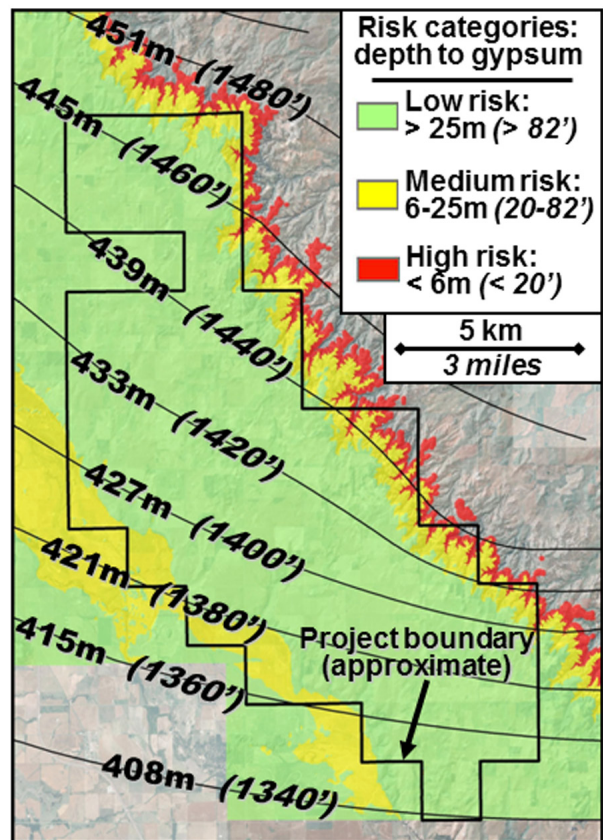 Risk categories:
depth to gypsum
Low risk:
> 25m (> 82’)
Medium risk:
6-25m (20-82’)
High risk:
< 6m (< 20’)
5 km
3 miles
451m (1480’)
445m (1460’)
439m (1440’)
433m (1420’)
427m (1400’)
421m (1380’)
415m (1360’)
408m (1340’)
Project boundary
(approximate)